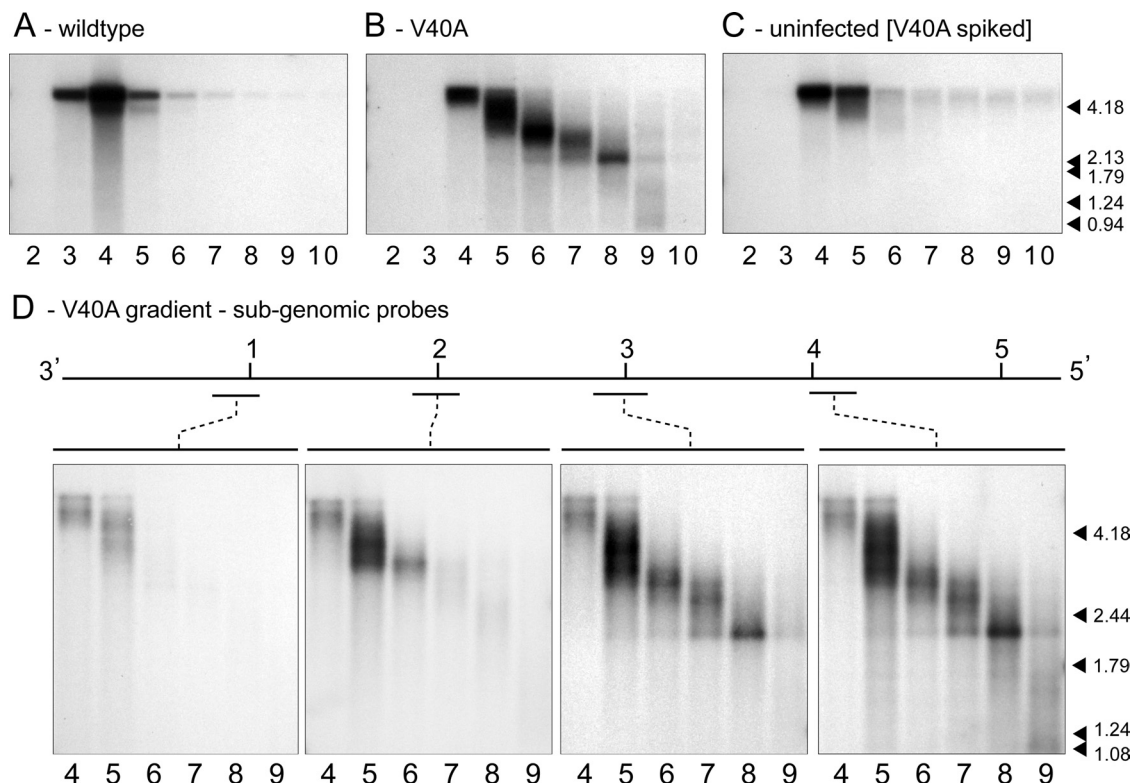 A - wildtype
B - V40A
C - uninfected [V40A spiked]
4.18
2.13
1.79
1.24
0.94
2 3 4 5 6 7 8 9 10
2 3 4 5 6 7 8 9 10
2 3 4 5 6 7 8 9 10
D - V40A gradient - sub-genomic probes
3’ 1 2 3 4 5 5’
4.18
2.44
1.79
1.24
1.08
4 5 6 7 8 9
4 5 6 7 8 9
4 5 6 7 8 9
4 5 6 7 8 9